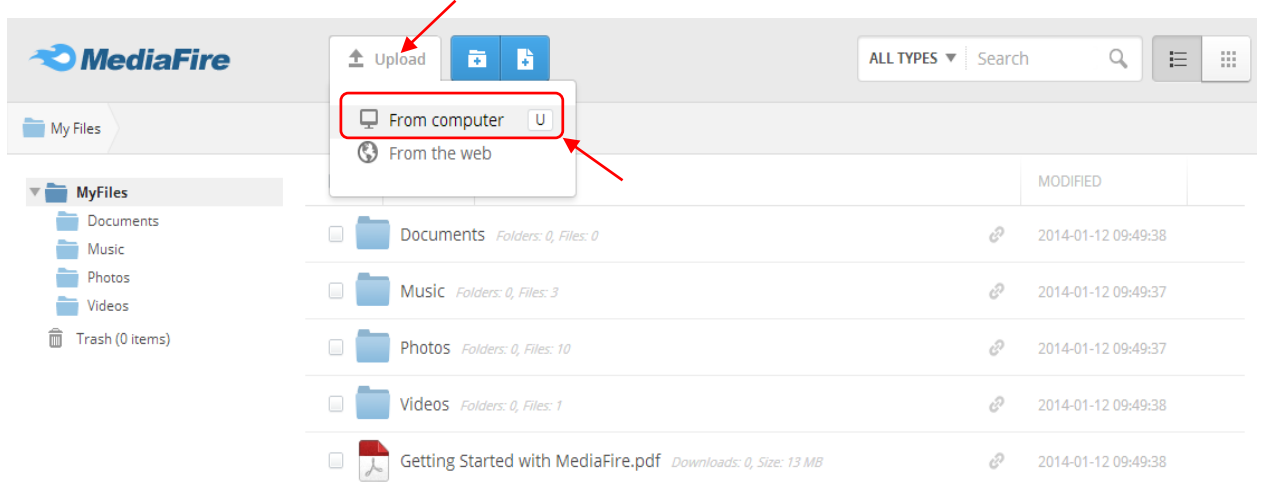 MediaFire
Upload
ALL TYPES Search
From computer U
From the web
My Files
MODIFIED
MyFiles
Documents
Music
Photos
Videos
Trash (0 items)
Documents Folders: 0, Files: 0 2014-01-12 09:49:38
Music Folders: 0, Files: 3 2014-01-12 09:49:37
Photos Folders: 0, Files: 10 2014-01-12 09:49:37
Videos Folders: 0, Files: 1 2014-01-12 09:49:38
Getting Started with MediaFire.pdf Downloads: 0, Size: 13 MB 2014-01-12 09:49:38